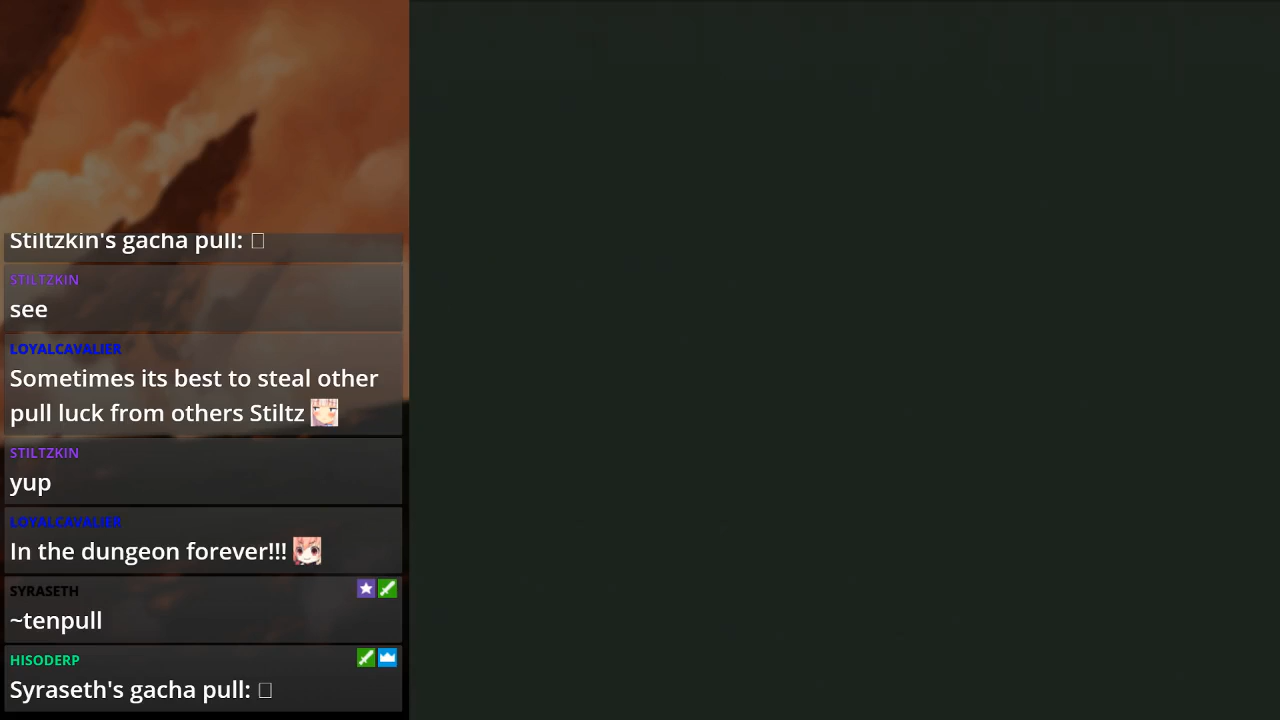 Stiltzkin's gacha pull: 
STILTZKIN
see
LOYALCAVALIER
Sometimes its best to steal other
pull luck from others Stiltz
STILTZKIN
yup
LOYALCAVALIER
In the dungeon forever!!!
SYRASETH
~tenpull
HISODERP
Syraseth's gacha pull: